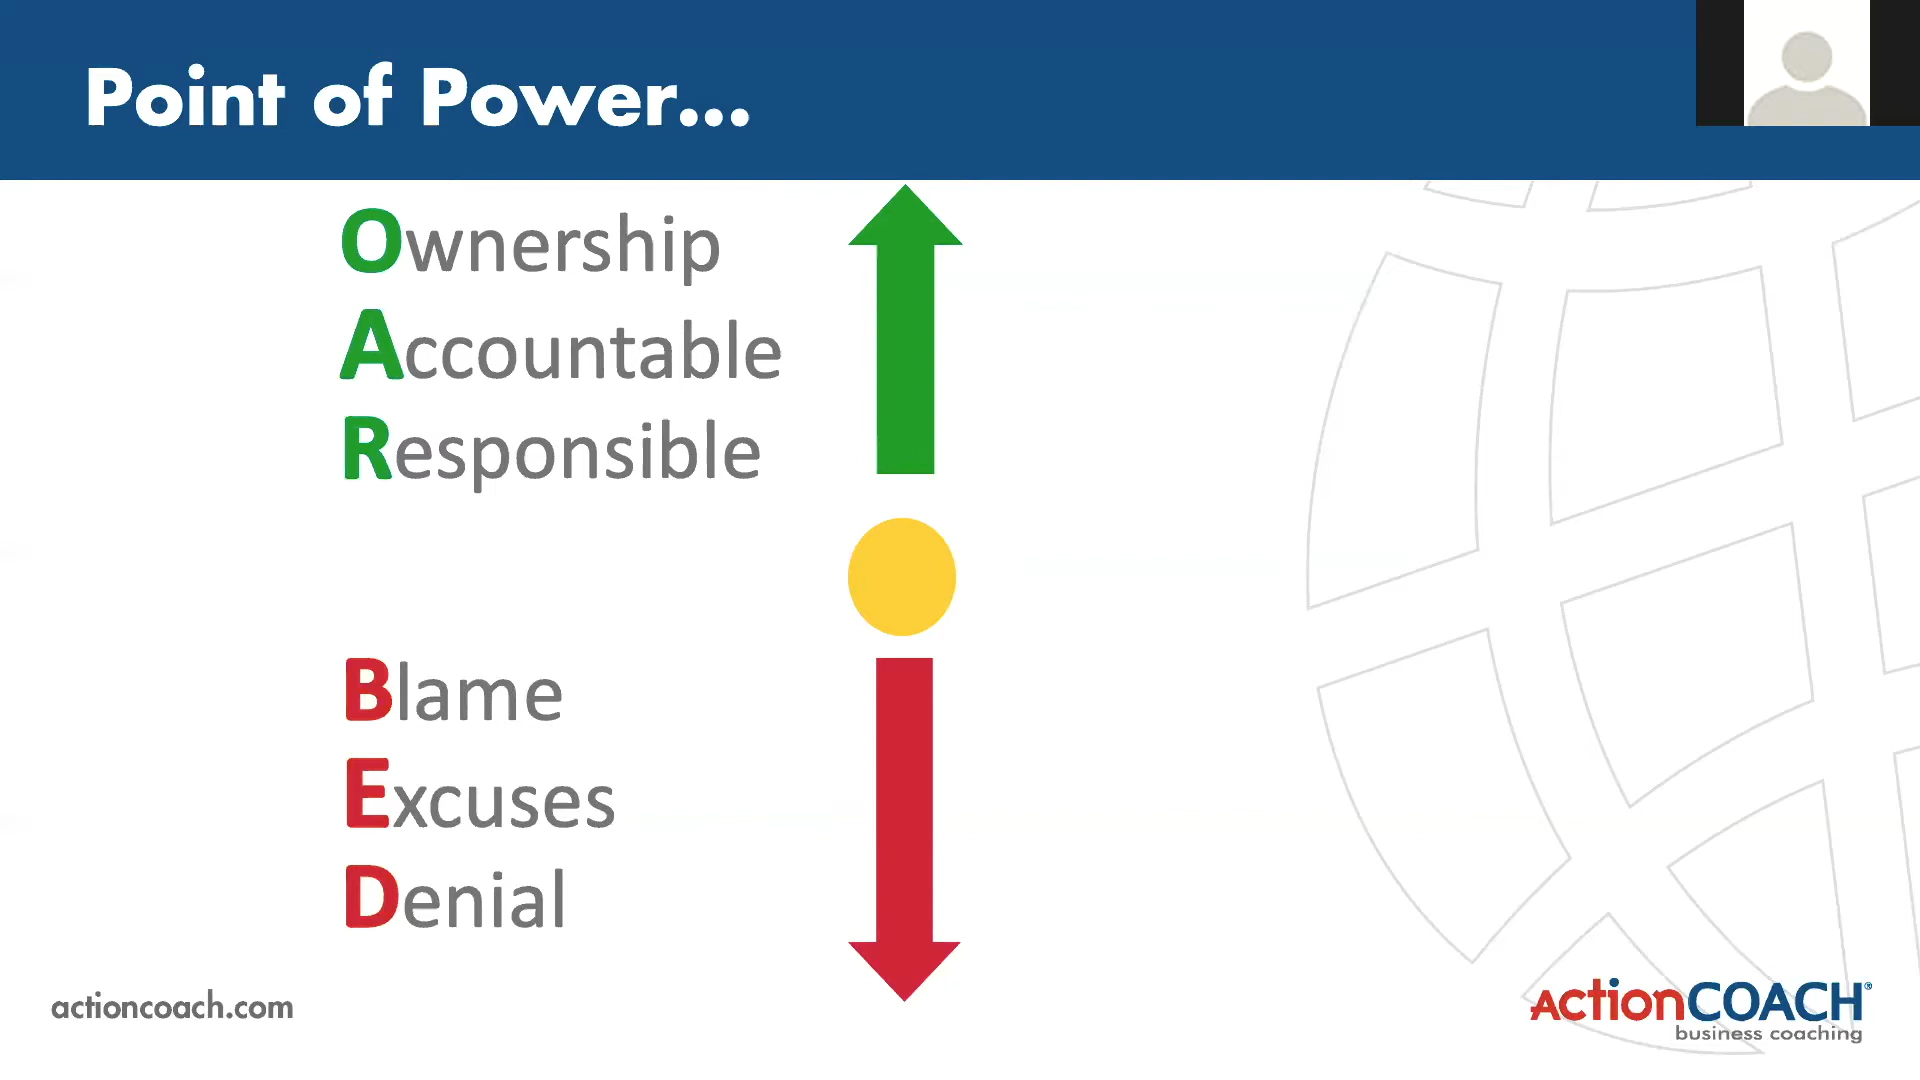 Point of Power...
Ownership
Accountable
Responsible
Blame
Excuses
Denial
actioncoach.com
ActionCOACH®
business coaching